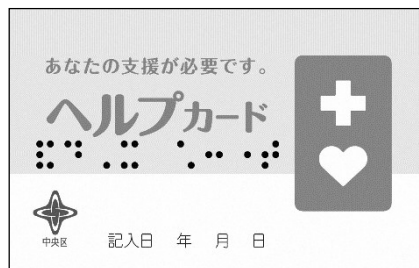 あなたの支援が必要です。
ヘルプカード
中央区
記入日 年 月 日